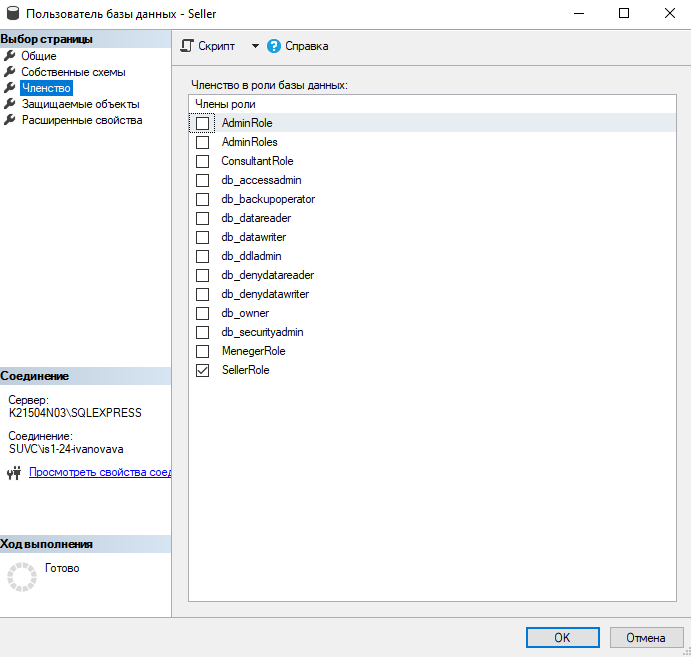 Пользователь базы данных - Seller
Выбор страницы
Общие
Собственные схемы
Членство
Защищаемые объекты
Расширенные свойства
Скрипт
Справка
Членство в роли базы данных:
Члены роли
AdminRole
AdminRoles
ConsultantRole
db_accessadmin
db_backupoperator
db_datareader
db_datawriter
db_ddladmin
db_denydatareader
db_denydatawriter
db_owner
db_securityadmin
MenegerRole
SellerRole
Соединение
Сервер:
K21504N03\SQLEXPRESS
Соединение:
SUVC\is1-24-ivanovava
Просмотреть свойства соед
Ход выполнения
Готово
OK
Отмена